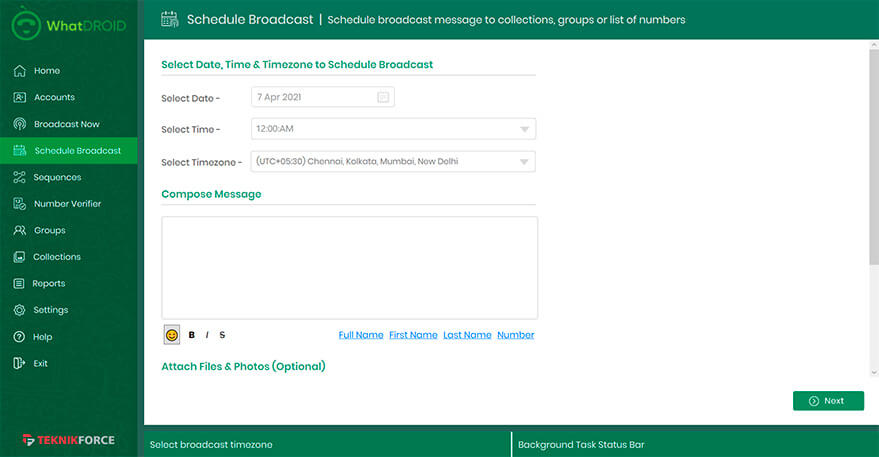 WhatDROID
Schedule Broadcast | Schedule broadcast message to collections, groups or list of numbers
Home
Accounts
Broadcast Now
Schedule Broadcast
Sequences
Number Verifier
Groups
Collections
Reports
Settings
Help
Exit
TEKNIKFORCE
Select Date, Time & Timezone to Schedule Broadcast
Select Date - 7 Apr 2021
Select Time - 12:00:AM
Select Timezone - (UTC+05:30) Chennai, Kolkata, Mumbai, New Delhi
Compose Message
B I S Full Name First Name Last Name Number
Attach Files & Photos (Optional)
Next
Select broadcast timezone
Background Task Status Bar